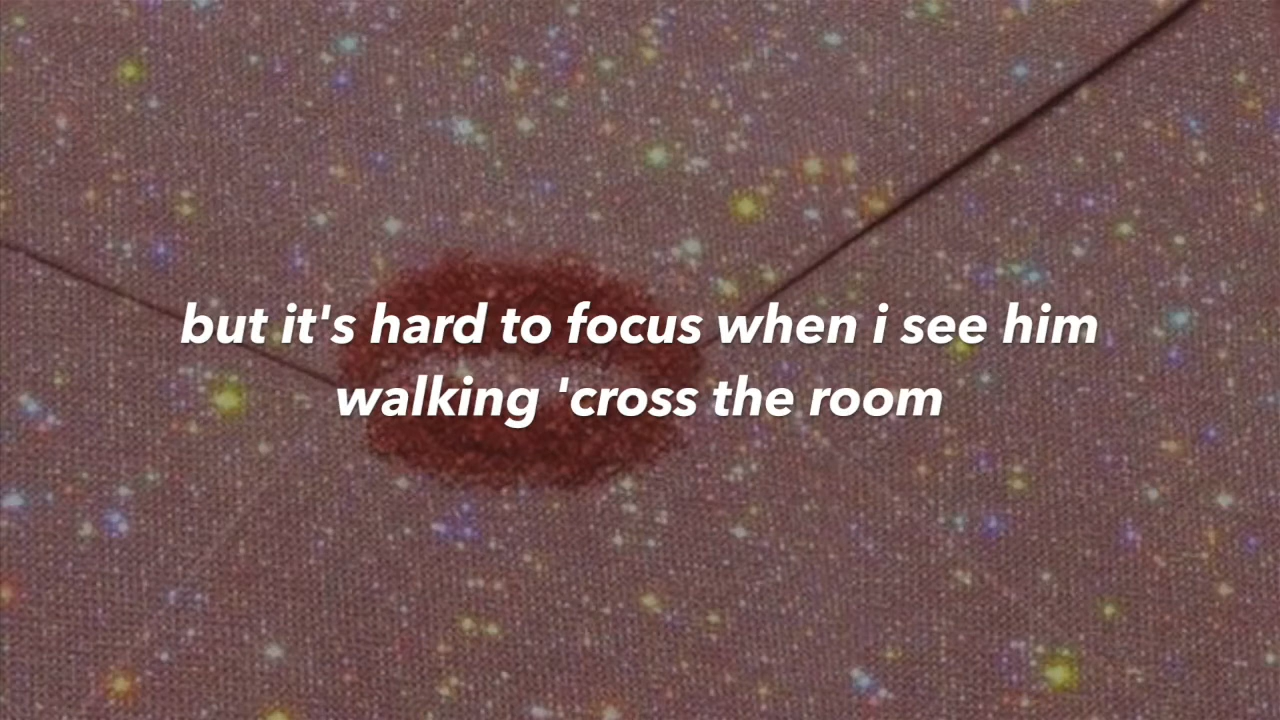 but it's hard to focus when i see him
walking 'cross the room